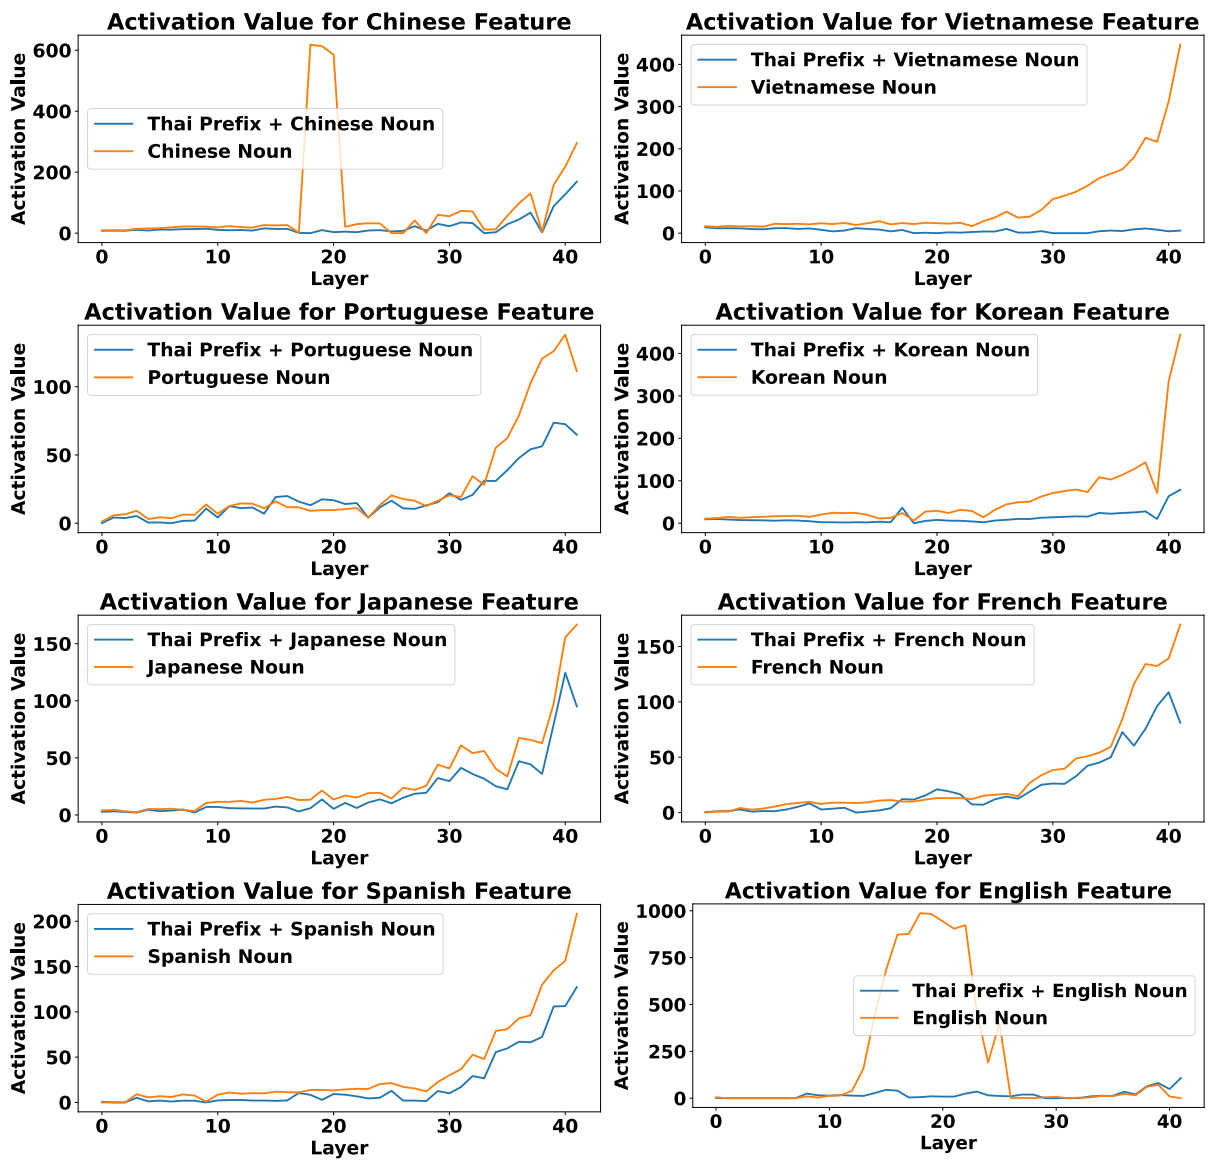 Activation Value for Chinese Feature
Activation Value
600
400
200
0
Thai Prefix + Chinese Noun
Chinese Noun
0 10 20 30 40
Layer
Activation Value for Vietnamese Feature
Activation Value
400
300
200
100
0
Thai Prefix + Vietnamese Noun
Vietnamese Noun
0 10 20 30 40
Layer
Activation Value for Portuguese Feature
Activation Value
100
50
0
Thai Prefix + Portuguese Noun
Portuguese Noun
0 10 20 30 40
Layer
Activation Value for Korean Feature
Activation Value
400
300
200
100
0
Thai Prefix + Korean Noun
Korean Noun
0 10 20 30 40
Layer
Activation Value for Japanese Feature
Activation Value
150
100
50
0
Thai Prefix + Japanese Noun
Japanese Noun
0 10 20 30 40
Layer
Activation Value for French Feature
Activation Value
150
100
50
0
Thai Prefix + French Noun
French Noun
0 10 20 30 40
Layer
Activation Value for Spanish Feature
Activation Value
200
150
100
50
0
Thai Prefix + Spanish Noun
Spanish Noun
0 10 20 30 40
Layer
Activation Value for English Feature
Activation Value
1000
750
500
250
0
Thai Prefix + English Noun
English Noun
0 10 20 30 40
Layer